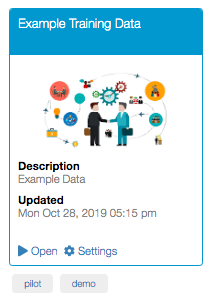 Example Training Data
Description
Example Data
Updated
Mon Oct 28, 2019 05:15 pm
Open Settings
pilot demo